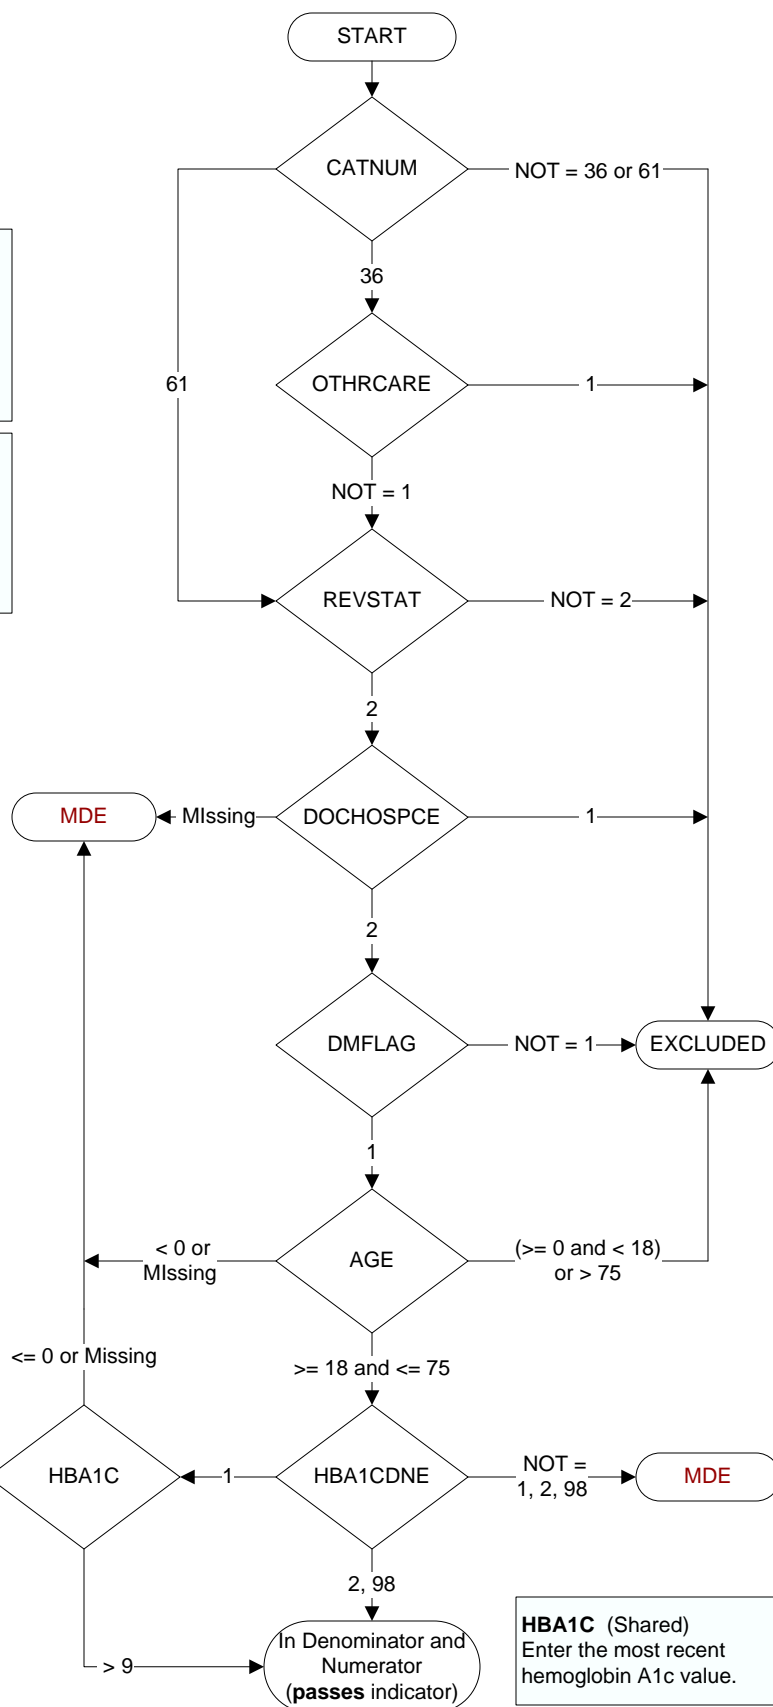 START
CATNUM
NOT = 36 or 61
36
61
OTHRCARE
1
NOT = 1
REVSTAT
NOT = 2
2
MDE
MIssing
DOCHOSPCE
1
2
DMFLAG
NOT = 1
EXCLUDED
1
< 0 or
MIssing
AGE
(>= 0 and < 18)
or > 75
<= 0 or Missing
>= 18 and <= 75
HBA1C
1
HBA1CDNE
NOT =
1, 2, 98
MDE
2, 98
> 9
In Denominator and
Numerator
(passes indicator)
HBA1C (Shared)
Enter the most recent
hemoglobin A1c value.